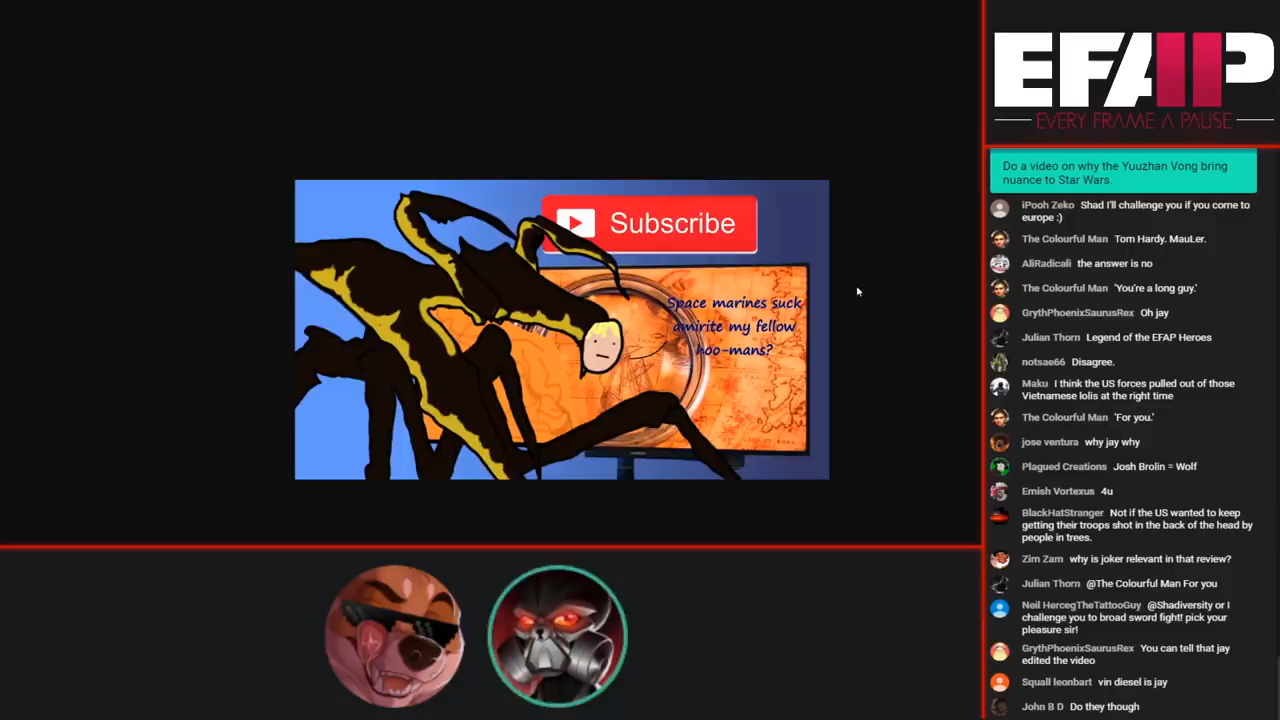 EFAP
EVERY FRAME A PAUSE
Subscribe
Space marines suck
amirite my fellow
hoo-mans?
Do a video on why the Yuuzhan Vong bring
nuance to Star Wars.
iPooh Zeko Shad I'll challenge you if you come to
europe :)
The Colourful Man Tom Hardy. MauLer.
AliRadicali the answer is no
The Colourful Man 'You're a long guy.'
GrythPhoenixSaurusRex Oh jay
Julian Thorn Legend of the EFAP Heroes
notsae66 Disagree.
Maku I think the US forces pulled out of those
Vietnamese lolis at the right time
The Colourful Man 'For you.'
jose ventura why jay why
Plagued Creations Josh Brolin = Wolf
Emish Vortexus 4u
BlackHatStranger Not if the US wanted to keep
getting their troops shot in the back of the head by
people in trees.
Zim Zam why is joker relevant in that review?
Julian Thorn @The Colourful Man For you
Neil HercegTheTattooGuy @Shadiversity or I
challenge you to broad sword fight! pick your
pleasure sir!
GrythPhoenixSaurusRex You can tell that jay
edited the video
Squall leonbart vin diesel is jay
John B D Do they though